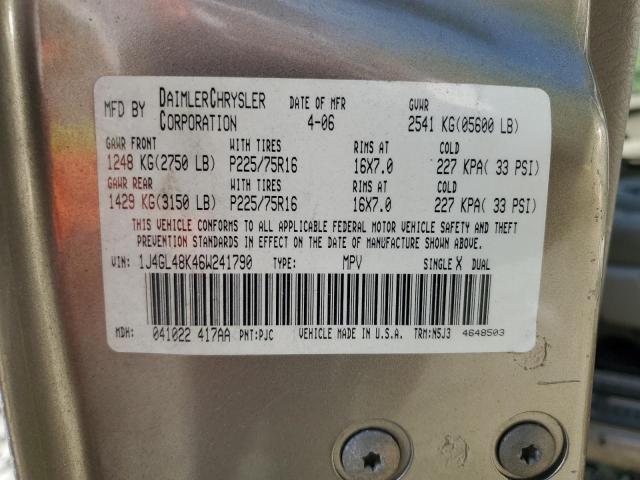 MFD BY DAIMLERCHRYSLER CORPORATION DATE OF MFR 4-06 GVWR 2541 KG(05600 LB)
GAWR FRONT WITH TIRES RIMS AT COLD
1248 KG(2750 LB) P225/75R16 16X7.0 227 KPA( 33 PSI)
GAWR REAR WITH TIRES RIMS AT COLD
1429 KG(3150 LB) P225/75R16 16X7.0 227 KPA( 33 PSI)
THIS VEHICLE CONFORMS TO ALL APPLICABLE FEDERAL MOTOR VEHICLE SAFETY AND THEFT
PREVENTION STANDARDS IN EFFECT ON THE DATE OF MANUFACTURE SHOWN ABOVE.
VIN: 1J4GL48K46W241790 TYPE: MPV SINGLE X DUAL
MDH: 041022 417AA PNT:PJC VEHICLE MADE IN U.S.A. TRM:N5J3 4648503